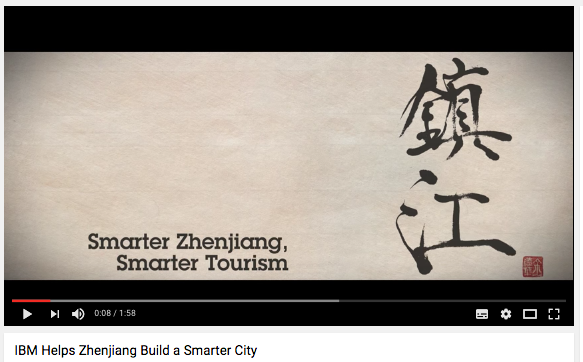 鎮
江
Smarter Zhenjiang,
Smarter Tourism
0:08 / 1:58
IBM Helps Zhenjiang Build a Smarter City